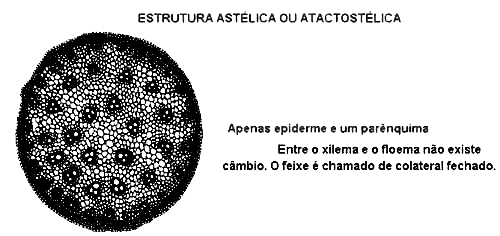 ESTRUTURA ASTÉLICA OU ATACTOSTÉLICA
Apenas epiderme e um parênquima
Entre o xilema e o floema não existe
câmbio. O feixe é chamado de colateral fechado.